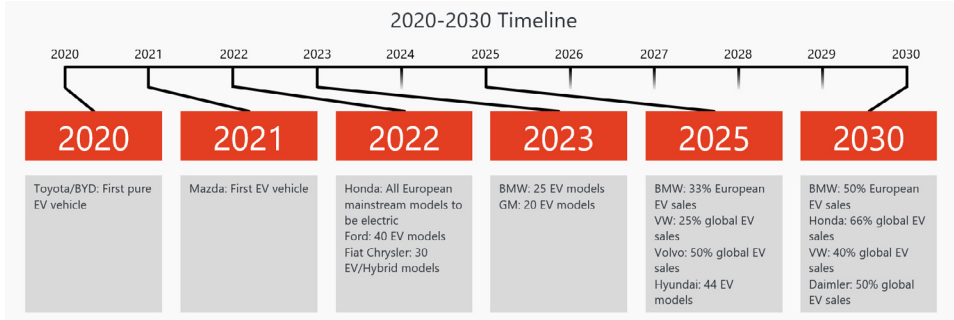 2020-2030 Timeline
2020 2021 2022 2023 2024 2025 2026 2027 2028 2029 2030
2020
Toyota/BYD: First pure
EV vehicle
2021
Mazda: First EV vehicle
2022
Honda: All European
mainstream models to
be electric
Ford: 40 EV models
Fiat Chrysler: 30
EV/Hybrid models
2023
BMW: 25 EV models
GM: 20 EV models
2025
BMW: 33% European
EV sales
VW: 25% global EV
sales
Volvo: 50% global EV
sales
Hyundai: 44 EV
models
2030
BMW: 50% European
EV sales
Honda: 66% global EV
sales
VW: 40% global EV
sales
Daimler: 50% global
EV sales